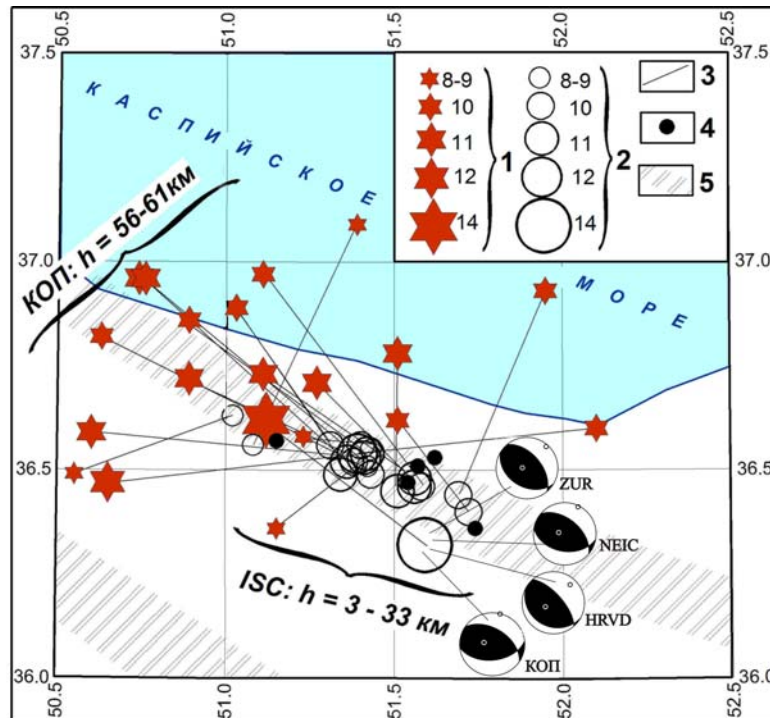 50.5 51.0 51.5 52.0 52.5
37.5 37.5
37.0 37.0
36.5 36.5
36.0 36.0
50.5 51.0 51.5 52.0 52.5
КАСПИЙСКОЕ
МОРЕ
8-9 8-9 3
10 10
11 11 4
1 2
12 12
14 14 5
КОП: h = 56-61км
ISC: h = 3 - 33 км
ZUR
NEIC
HRVD
КОП